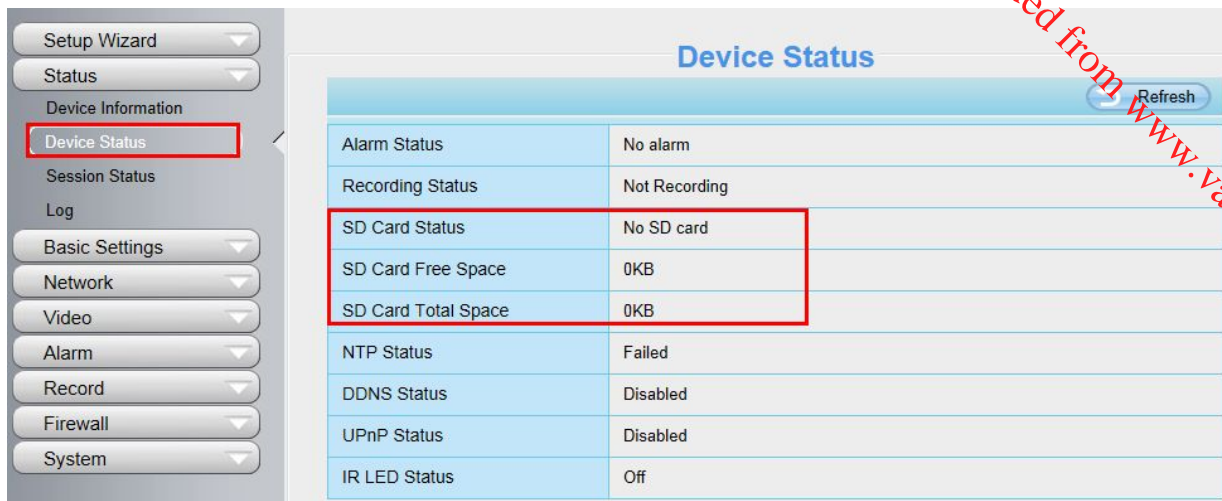 Setup Wizard
Status
Device Information
Device Status
Session Status
Log
Basic Settings
Network
Video
Alarm
Record
Firewall
System
Device Status
Refresh
Alarm Status No alarm
Recording Status Not Recording
SD Card Status No SD card
SD Card Free Space 0KB
SD Card Total Space 0KB
NTP Status Failed
DDNS Status Disabled
UPnP Status Disabled
IR LED Status Off
from www.